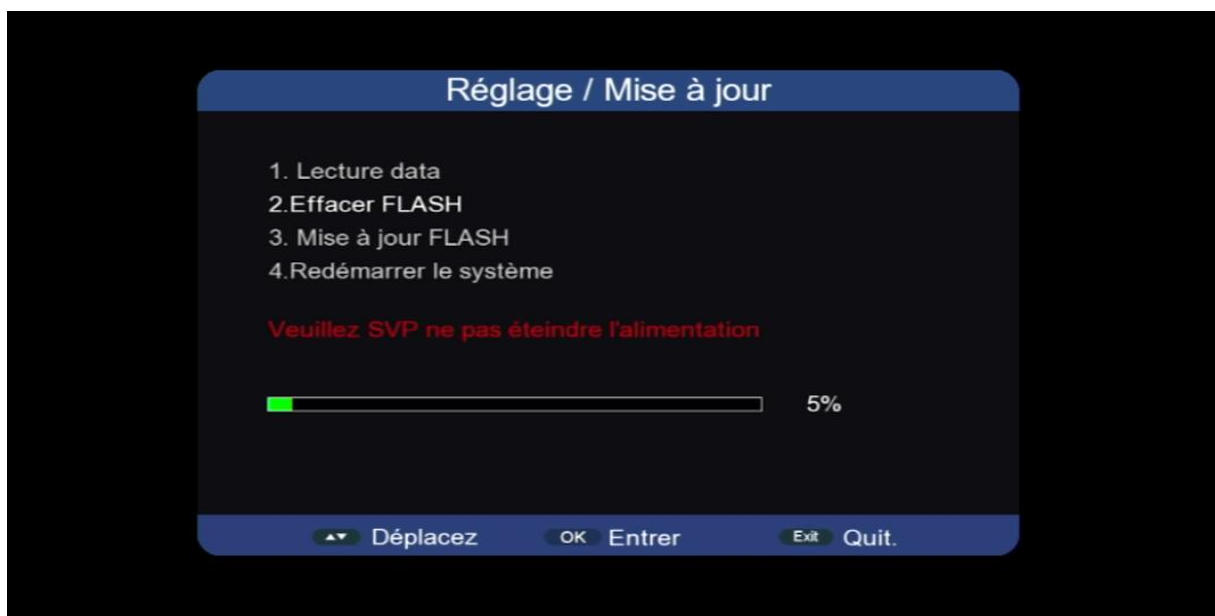 Réglage / Mise à jour
1. Lecture data
2.Effacer FLASH
3. Mise à jour FLASH
4.Redémarrer le système
Veuillez SVP ne pas éteindre l'alimentation
5%
Déplacez OK Entrer Exit Quit.